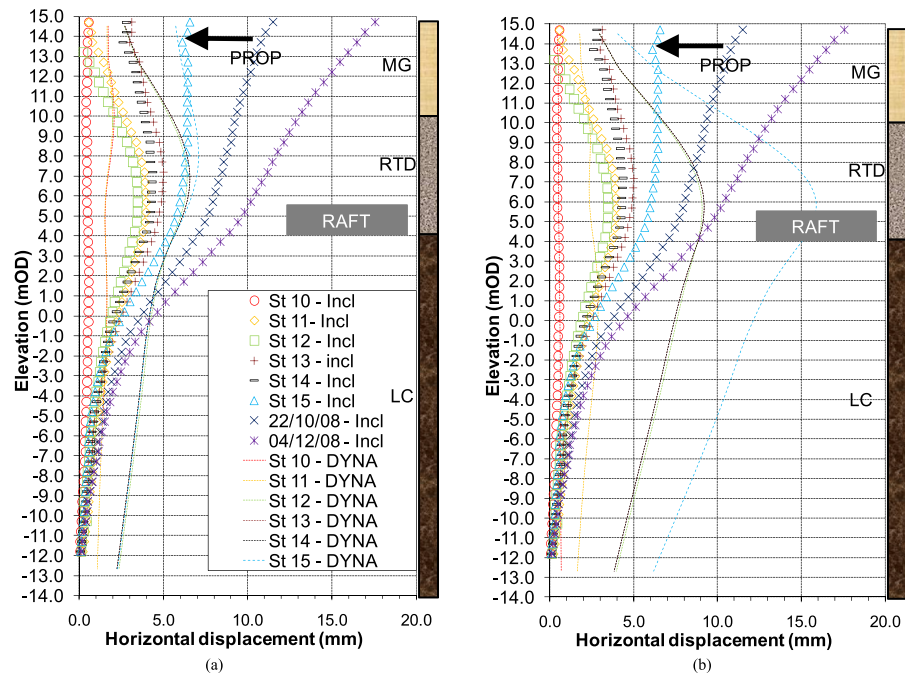 15.0
14.0
13.0
12.0
11.0
10.0
9.0
8.0
7.0
6.0
5.0
4.0
3.0
2.0
1.0
0.0
-1.0
-2.0
-3.0
-4.0
-5.0
-6.0
-7.0
-8.0
-9.0
-10.0
-11.0
-12.0
-13.0
-14.0
Elevation (mOD)
PROP
MG
RTD
RAFT
LC
St 10 - Incl
St 11- Incl
St 12 - Incl
St 13 - incl
St 14 - Incl
St 15 - Incl
22/10/08 - Incl
04/12/08 - Incl
St 10 - DYNA
St 11 - DYNA
St 12 - DYNA
St 13 - DYNA
St 14 - DYNA
St 15 - DYNA
0.0 5.0 10.0 15.0 20.0
Horizontal displacement (mm)
(a)
15.0
14.0
13.0
12.0
11.0
10.0
9.0
8.0
7.0
6.0
5.0
4.0
3.0
2.0
1.0
0.0
-1.0
-2.0
-3.0
-4.0
-5.0
-6.0
-7.0
-8.0
-9.0
-10.0
-11.0
-12.0
-13.0
-14.0
Elevation (mOD)
PROP
MG
RTD
RAFT
LC
0.0 5.0 10.0 15.0 20.0
Horizontal displacement (mm)
(b)